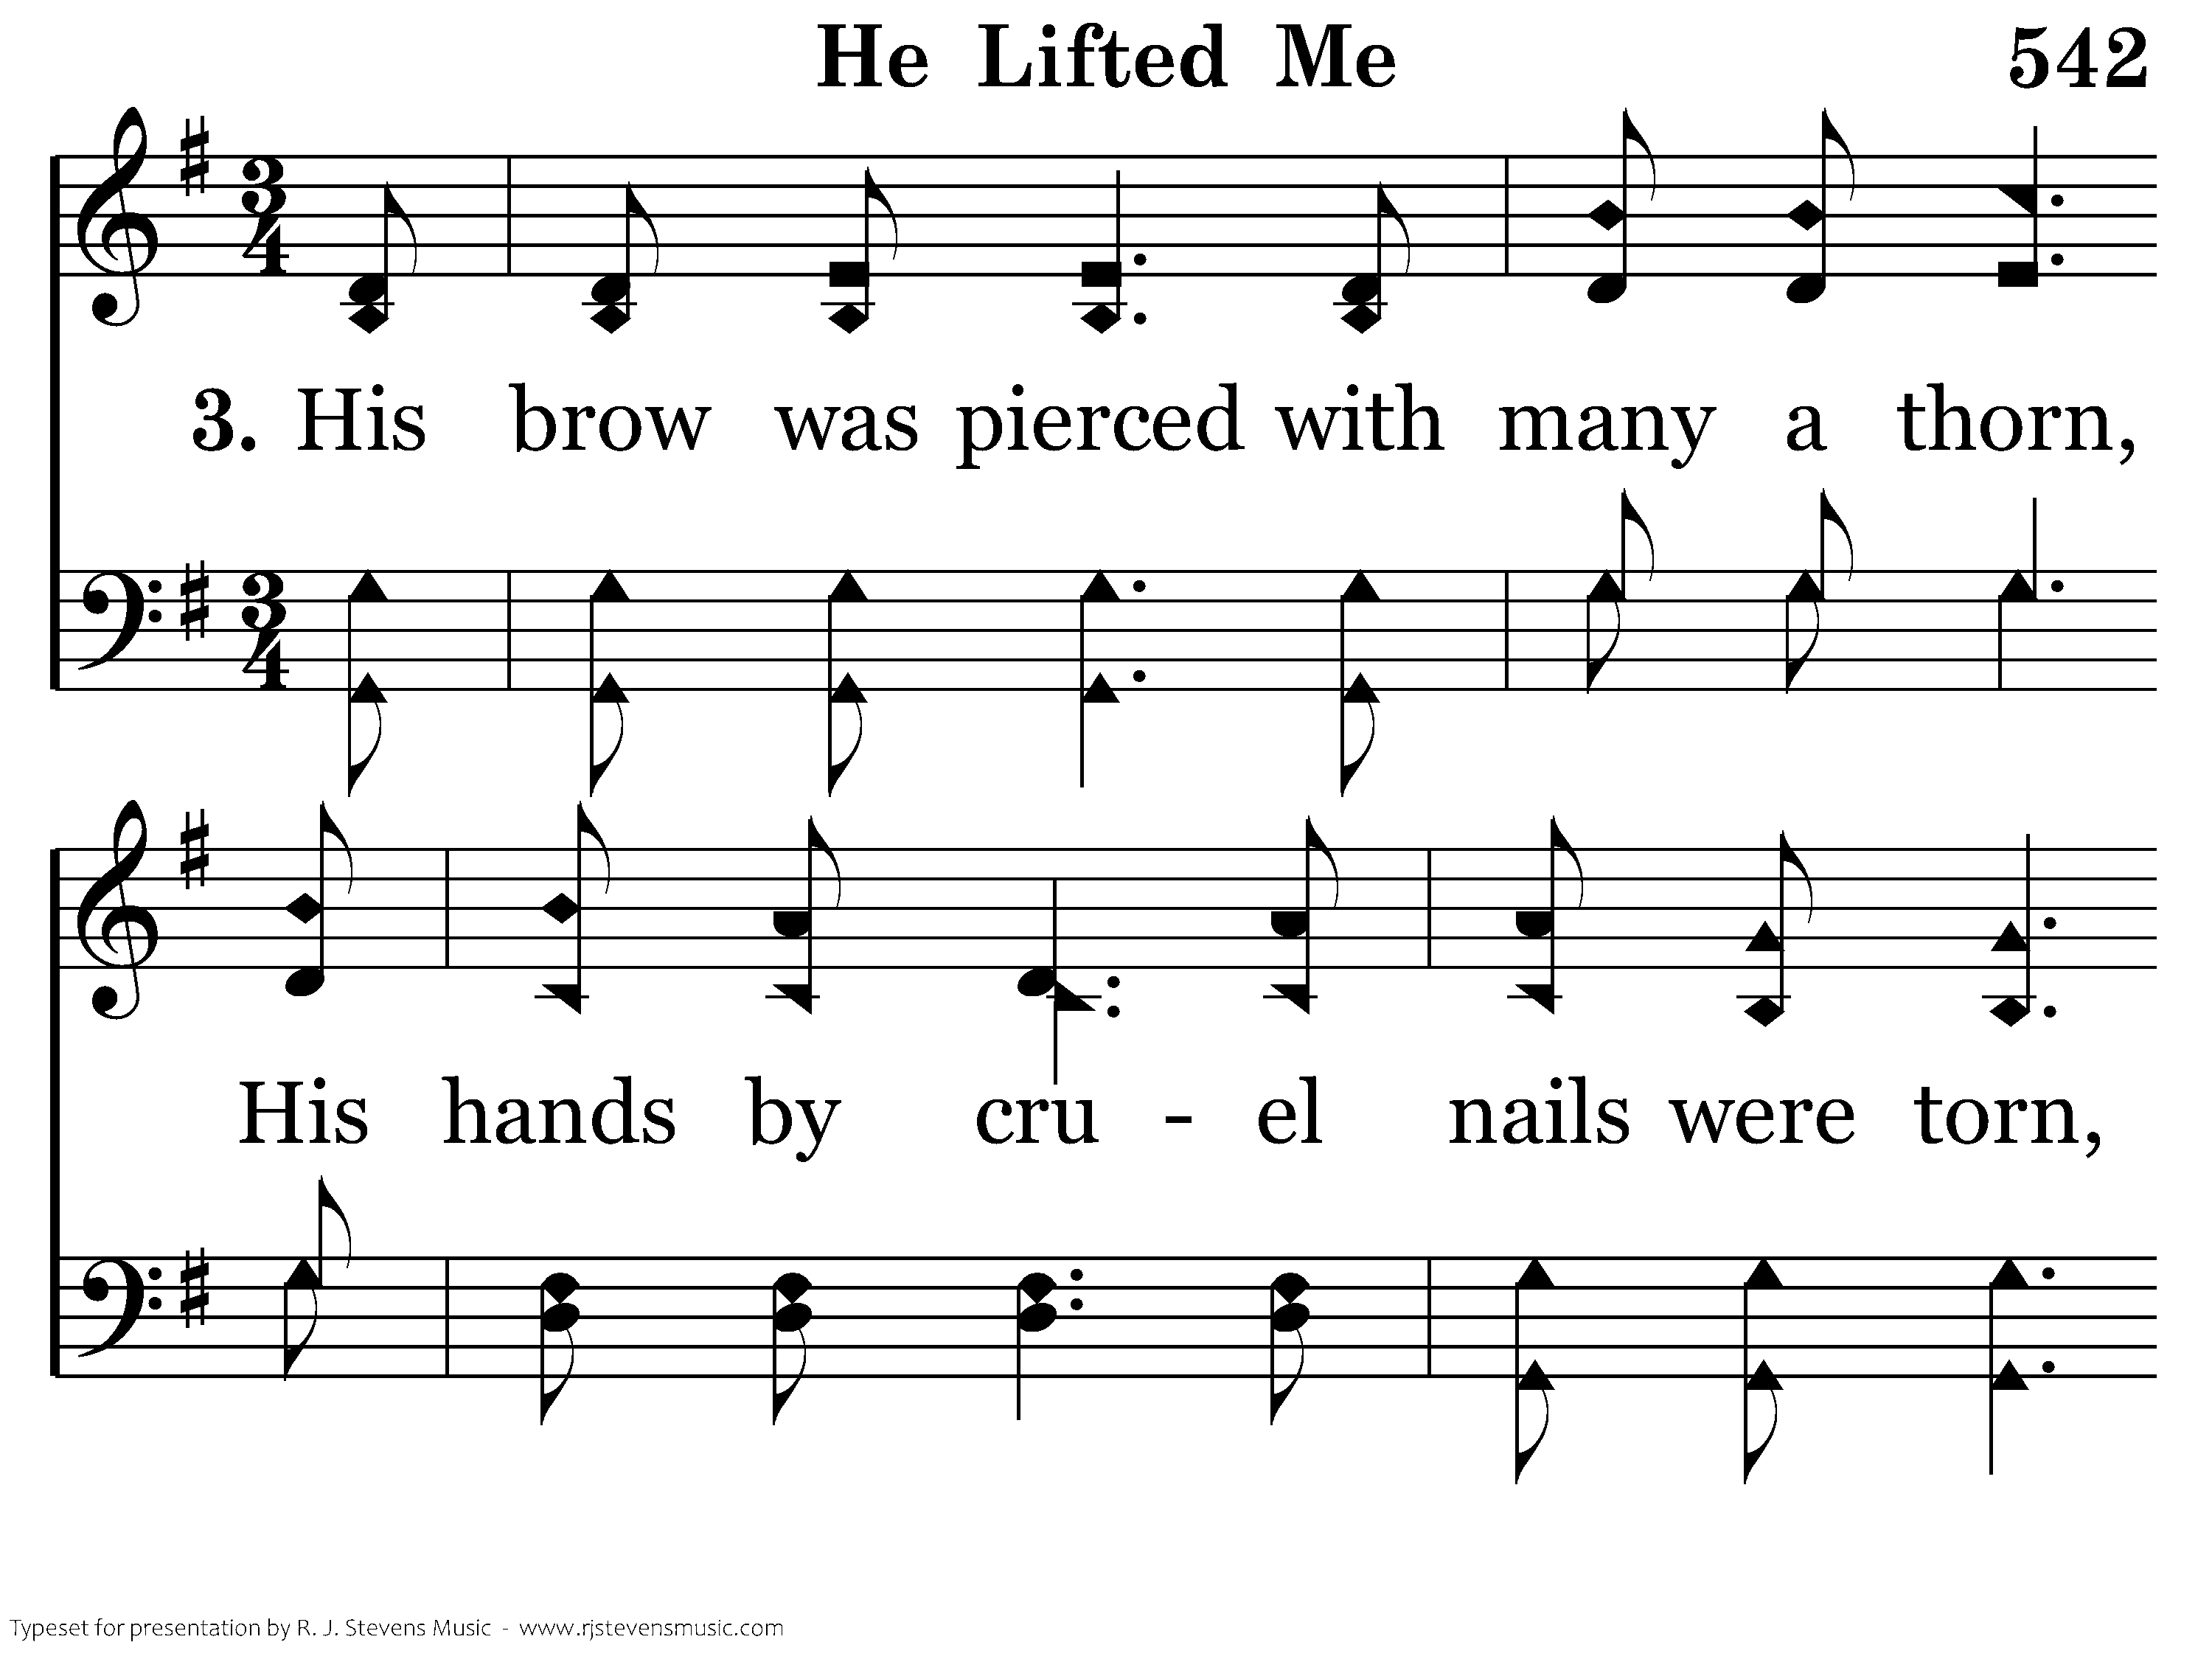 He Lifted Me 542
3. His brow was pierced with many a thorn,
His hands by cru - el nails were torn,
Typeset for presentation by R. J. Stevens Music - www.rjstevensmusic.com